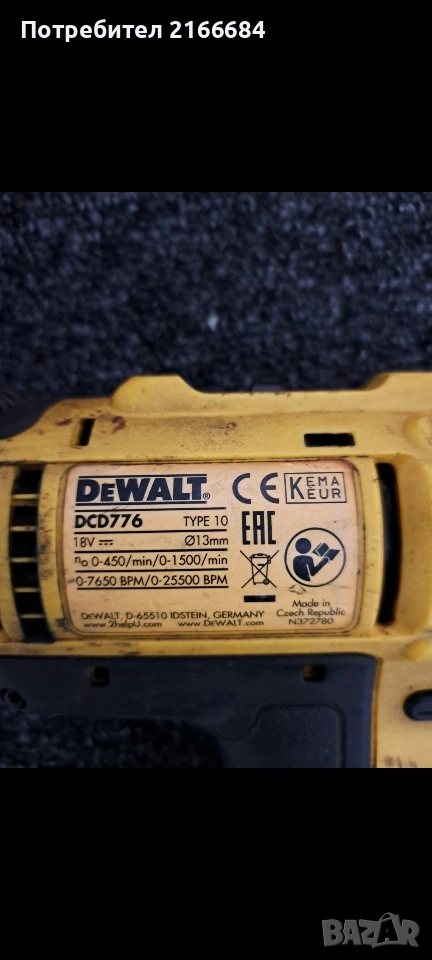 Потребител 2166684
DEWALT®
CE
KEMA
KEUR
DCD776 TYPE 10
18V ⎓ Ø13mm
EAC
n₀ 0-450/min/0-1500/min
0-7650 BPM/0-25500 BPM
DEWALT, D-65510 IDSTEIN, GERMANY
www.2helpU.com www.DEWALT.com
Made in
Czech Republic
N372780
BAZAR